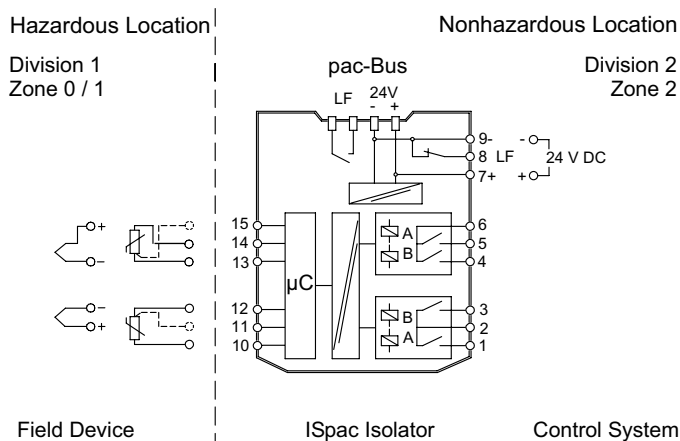 Hazardous Location
Nonhazardous Location
Division 1
Zone 0 / 1
pac-Bus
Division 2
Zone 2
LF
24V
- +
9-
8 LF
7+
-
24 V DC
+
15
14
13
12
11
10
+
–
–
+
µC
A
B
6
5
4
B
A
3
2
1
Field Device
ISpac Isolator
Control System